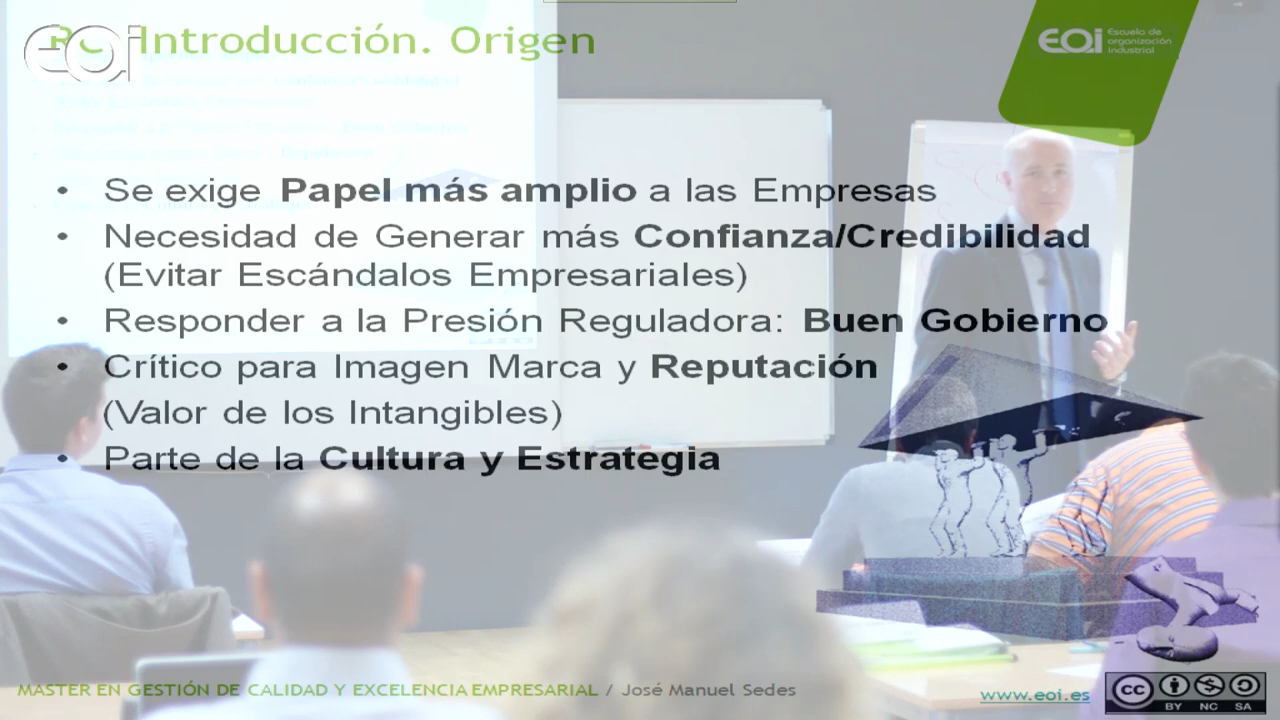 RC: Introducción. Origen
eoi
EOI Escuela de
organización
industrial
• Se exige Papel más amplio a las Empresas
• Necesidad de Generar más Confianza/Credibilidad
(Evitar Escándalos Empresariales)
• Responder a la Presión Reguladora: Buen Gobierno
• Crítico para Imagen Marca y Reputación
(Valor de los Intangibles)
• Parte de la Cultura y Estrategia
MASTER EN GESTIÓN DE CALIDAD Y EXCELENCIA EMPRESARIAL / José Manuel Sedes
www.eoi.es
cc BY NC SA